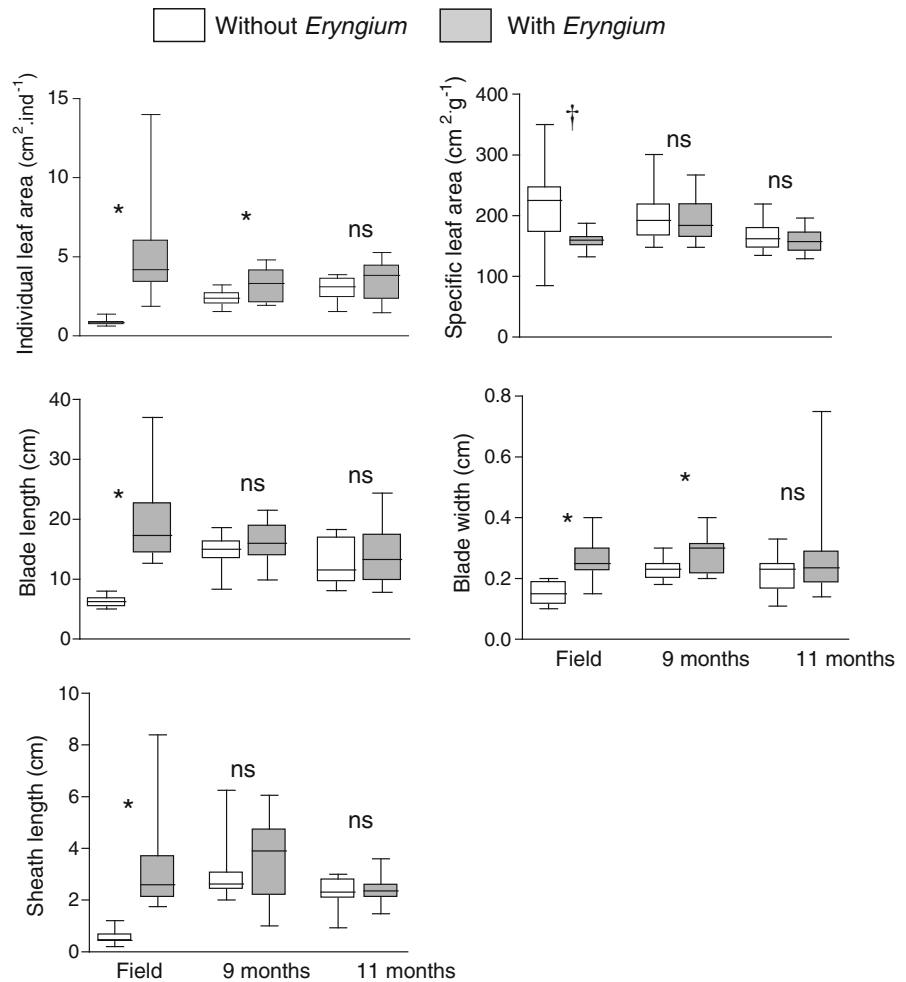 Without Eryngium With Eryngium
Individual leaf area (cm².ind⁻¹)
15
10
5
0
*
*
ns
Specific leaf area (cm²·g⁻¹)
400
300
200
100
0
†
ns
ns
Blade length (cm)
40
30
20
10
0
*
ns
ns
Blade width (cm)
0.8
0.6
0.4
0.2
0.0
*
*
ns
Field 9 months 11 months
Sheath length (cm)
10
8
6
4
2
0
*
ns
ns
Field 9 months 11 months